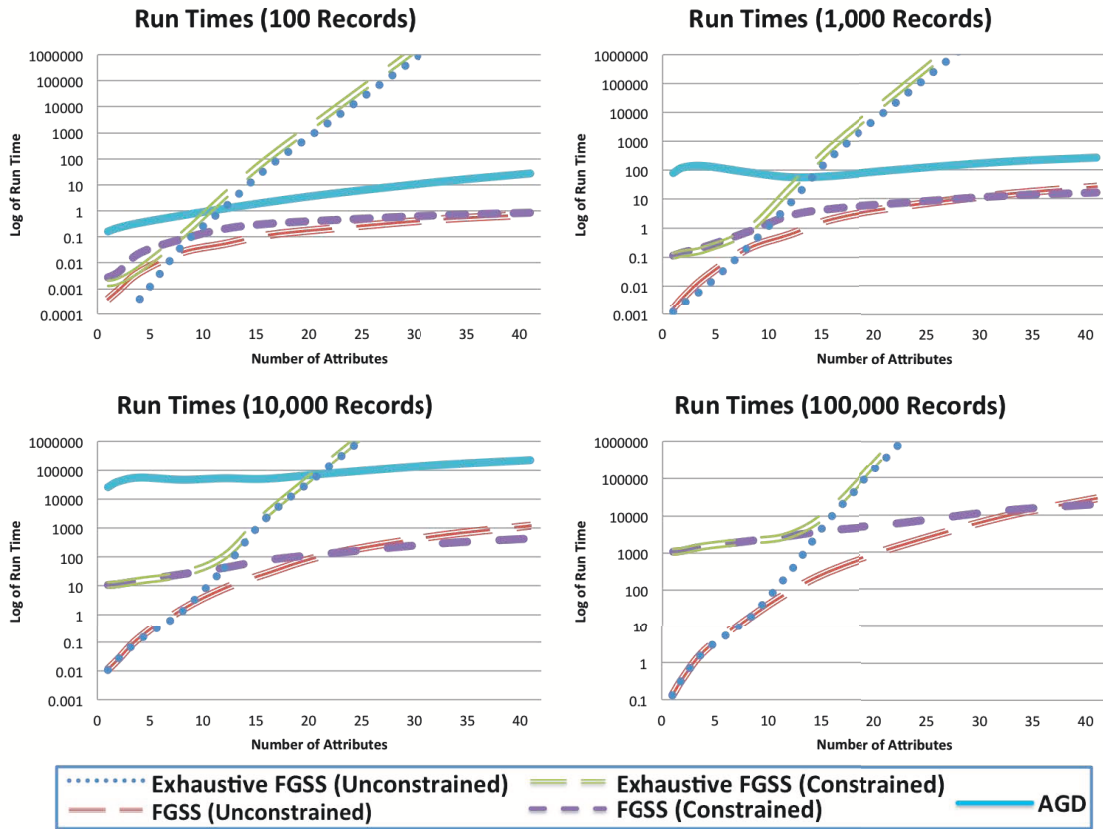 Run Times (100 Records)
1000000
100000
10000
1000
100
10
1
0.1
0.01
0.001
0.0001
Log of Run Time
0 5 10 15 20 25 30 35 40
Number of Attributes
Run Times (1,000 Records)
1000000
100000
10000
1000
100
10
1
0.1
0.01
0.001
Log of Run Time
0 5 10 15 20 25 30 35 40
Number of Attributes
Run Times (10,000 Records)
1000000
100000
10000
1000
100
10
1
0.1
0.01
0.001
Log of Run Time
0 5 10 15 20 25 30 35 40
Number of Attributes
Run Times (100,000 Records)
1000000
100000
10000
1000
100
10
1
0.1
Log of Run Time
0 5 10 15 20 25 30 35 40
Number of Attributes
Exhaustive FGSS (Unconstrained)
Exhaustive FGSS (Constrained)
FGSS (Unconstrained)
FGSS (Constrained)
AGD